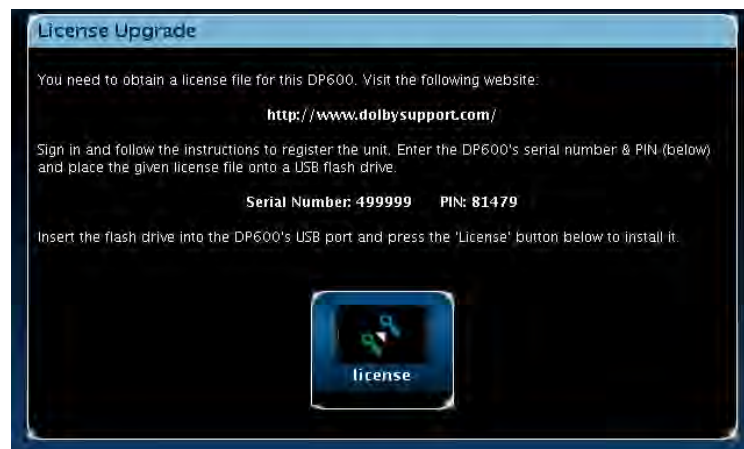 License Upgrade
You need to obtain a license file for this DP600. Visit the following website:
http://www.dolbysupport.com/
Sign in and follow the instructions to register the unit. Enter the DP600's serial number & PIN (below)
and place the given license file onto a USB flash drive.
Serial Number: 499999 PIN: 81479
Insert the flash drive into the DP600's USB port and press the 'License' button below to install it.
license